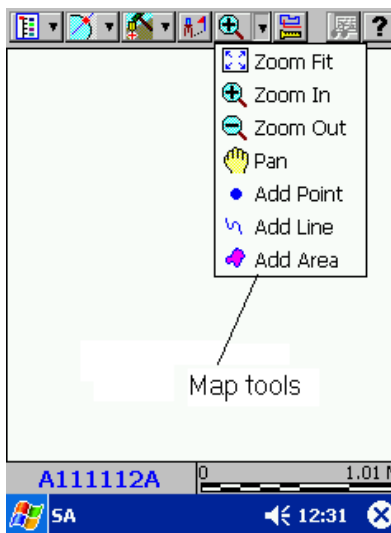 ?
Zoom Fit
Zoom In
Zoom Out
Pan
Add Point
Add Line
Add Area
Map tools
A111112A
0 1.01
SA 12:31